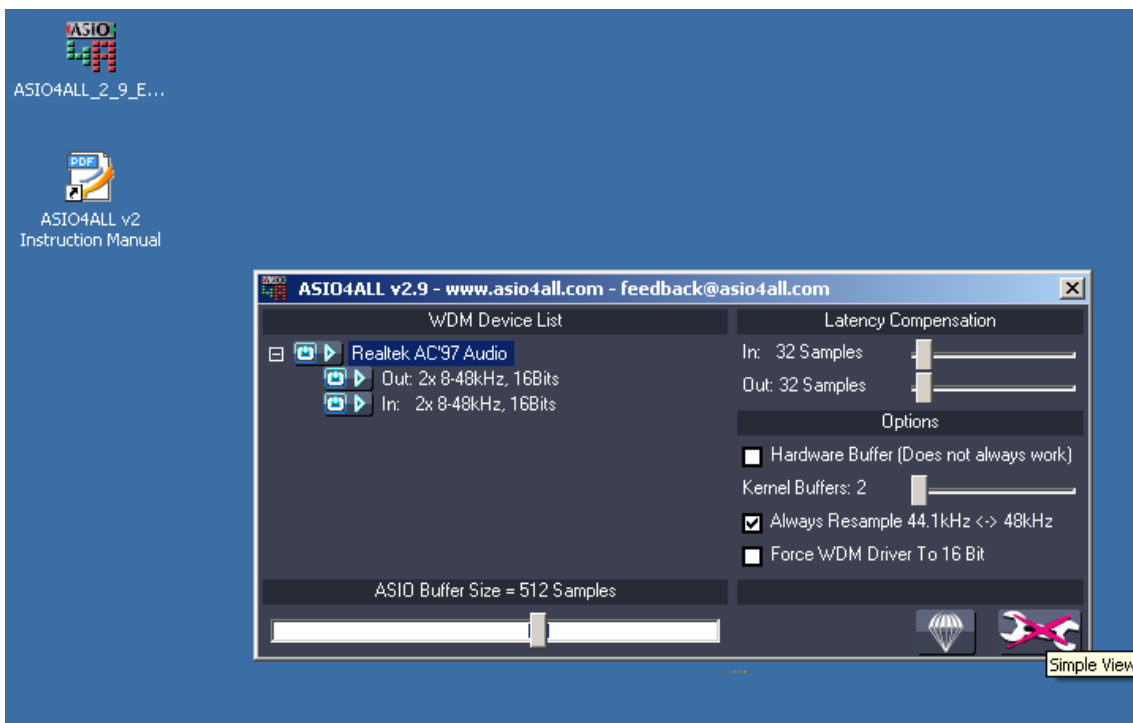 ASIO
ASIO4ALL_2_9_E...
PDF
ASIO4ALL v2
Instruction Manual
ASIO4ALL v2.9 - www.asio4all.com - feedback@asio4all.com
WDM Device List
Realtek AC'97 Audio
Out: 2x 8-48kHz, 16Bits
In: 2x 8-48kHz, 16Bits
ASIO Buffer Size = 512 Samples
Latency Compensation
In: 32 Samples
Out: 32 Samples
Options
Hardware Buffer (Does not always work)
Kernel Buffers: 2
Always Resample 44.1kHz <-> 48kHz
Force WDM Driver To 16 Bit
Simple View